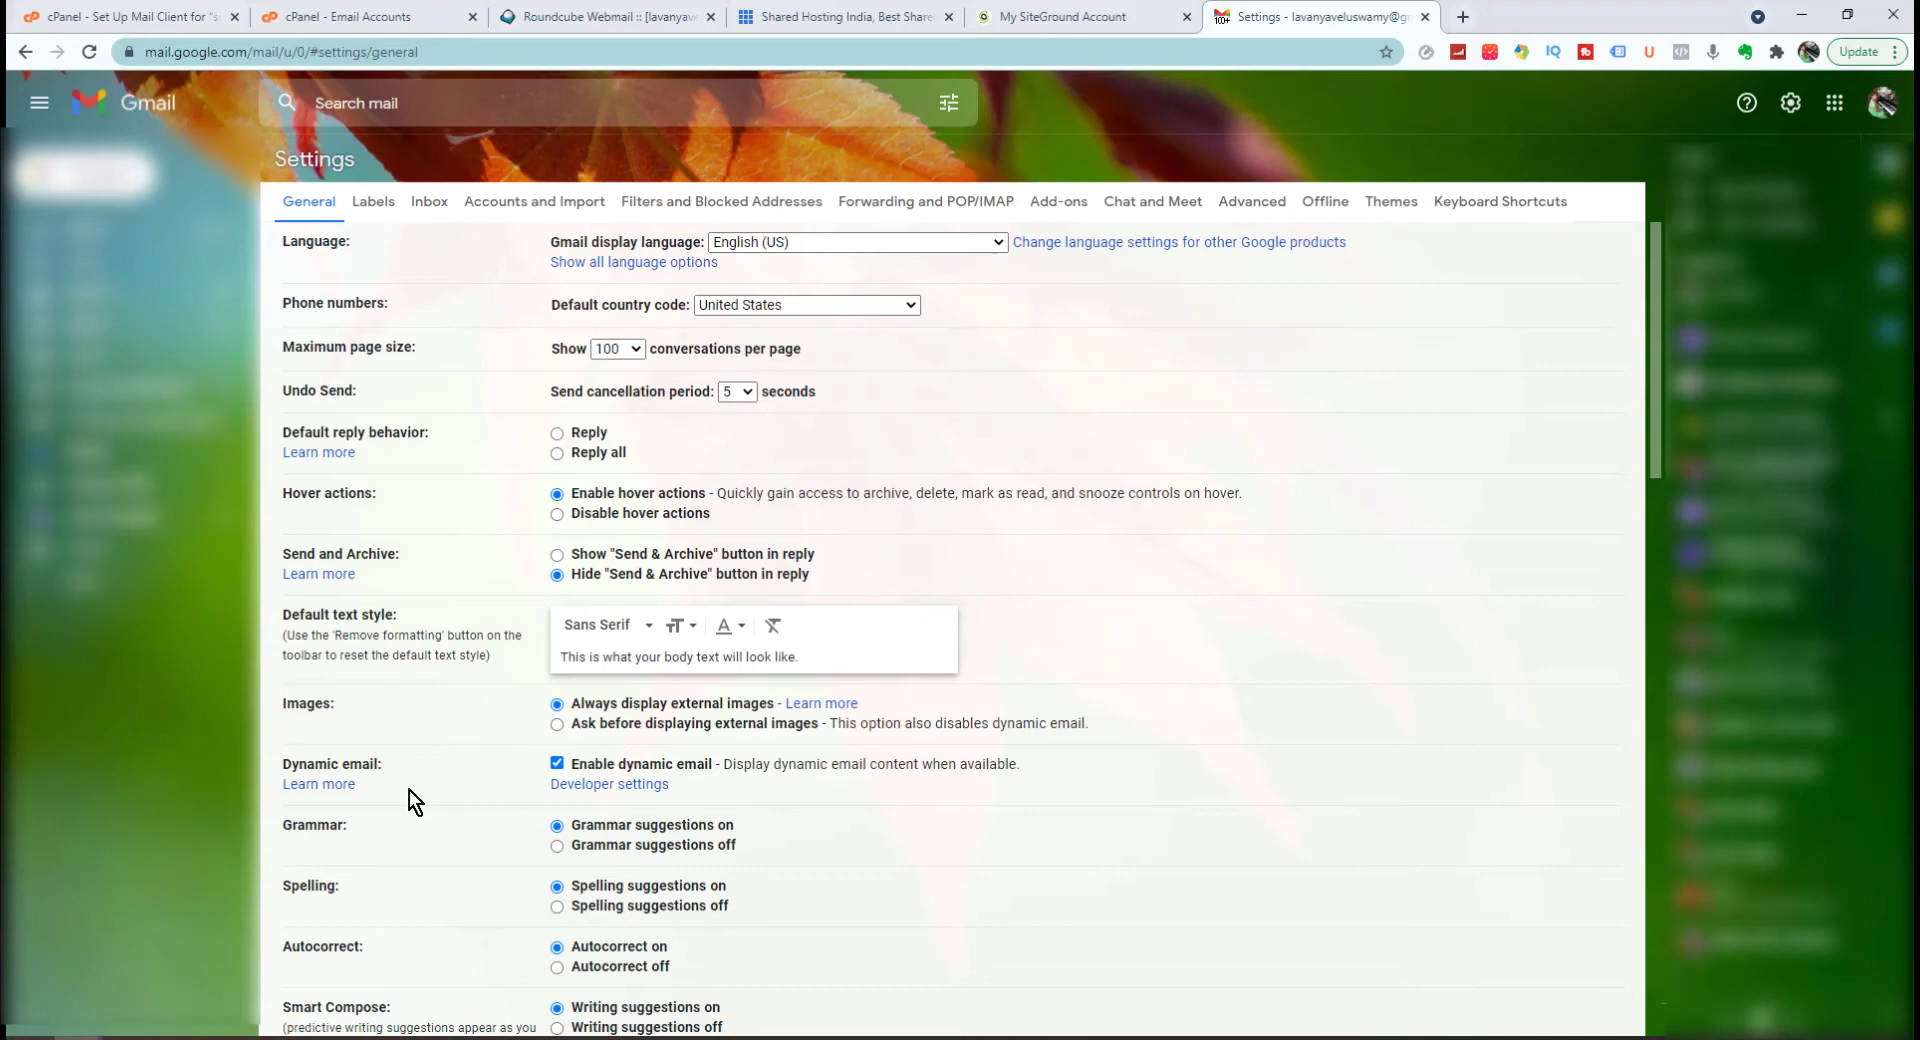 cPanel - Set Up Mail Client for "s
cPanel - Email Accounts
Roundcube Webmail :: [lavanyav
Shared Hosting India, Best Share
My SiteGround Account
Settings - lavanyaveluswamy@g
mail.google.com/mail/u/0/#settings/general
Update
Gmail
Search mail
Settings
General Labels Inbox Accounts and Import Filters and Blocked Addresses Forwarding and POP/IMAP Add-ons Chat and Meet Advanced Offline Themes Keyboard Shortcuts
Language: Gmail display language: English (US) Change language settings for other Google products
Show all language options
Phone numbers: Default country code: United States
Maximum page size: Show 100 conversations per page
Undo Send: Send cancellation period: 5 seconds
Default reply behavior: Reply
Learn more Reply all
Hover actions: Enable hover actions - Quickly gain access to archive, delete, mark as read, and snooze controls on hover.
Disable hover actions
Send and Archive: Show "Send & Archive" button in reply
Learn more Hide "Send & Archive" button in reply
Default text style:
(Use the 'Remove formatting' button on the
toolbar to reset the default text style)
Sans Serif
This is what your body text will look like.
Images: Always display external images - Learn more
Ask before displaying external images - This option also disables dynamic email.
Dynamic email: Enable dynamic email - Display dynamic email content when available.
Learn more Developer settings
Grammar: Grammar suggestions on
Grammar suggestions off
Spelling: Spelling suggestions on
Spelling suggestions off
Autocorrect: Autocorrect on
Autocorrect off
Smart Compose: Writing suggestions on
(predictive writing suggestions appear as you Writing suggestions off